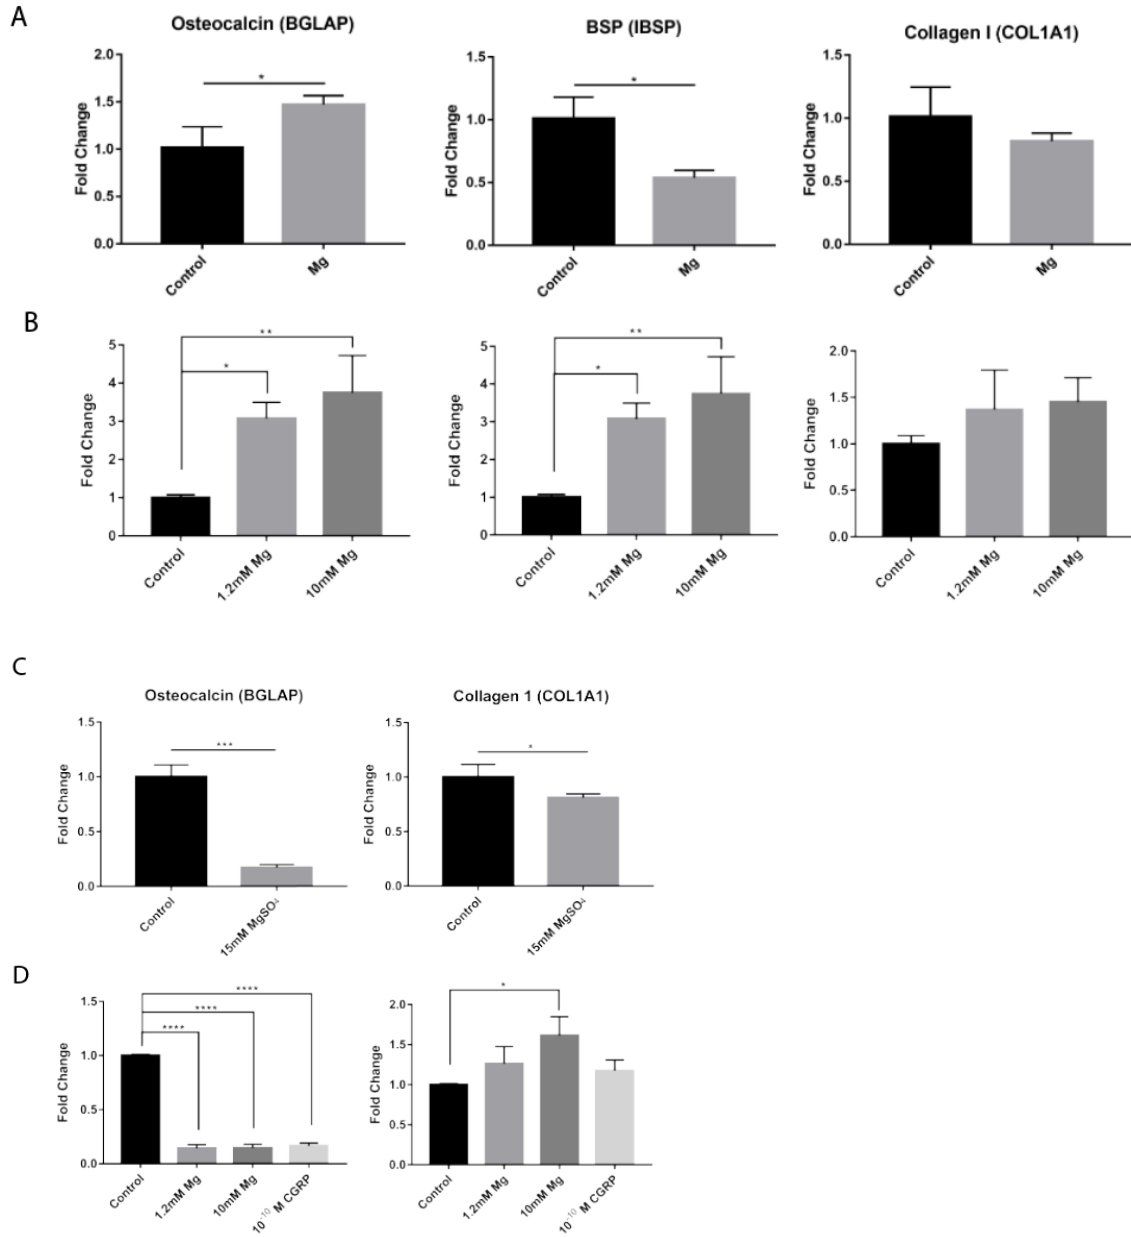 A
Osteocalcin (BGLAP)
BSP (IBSP)
Collagen I (COL1A1)
Fold Change
2.0
1.5
1.0
0.5
0.0
*
Control
Mg
Fold Change
1.5
1.0
0.5
0.0
*
Control
Mg
Fold Change
1.5
1.0
0.5
0.0
Control
Mg
B
Fold Change
5
4
3
2
1
0
**
*
Control
1.2mM Mg
10mM Mg
Fold Change
5
4
3
2
1
0
**
*
Control
1.2mM Mg
10mM Mg
Fold Change
2.0
1.5
1.0
0.5
0.0
Control
1.2mM Mg
10mM Mg
C
Osteocalcin (BGLAP)
Collagen 1 (COL1A1)
Fold Change
1.5
1.0
0.5
0.0
***
Control
15mM MgSO4
Fold Change
1.5
1.0
0.5
0.0
*
Control
15mM MgSO4
D
Fold Change
1.5
1.0
0.5
0.0
****
****
****
Control
1.2mM Mg
10mM Mg
10⁻¹⁰ M CGRP
Fold Change
2.0
1.5
1.0
0.5
0.0
*
Control
1.2mM Mg
10mM Mg
10⁻¹⁰ M CGRP